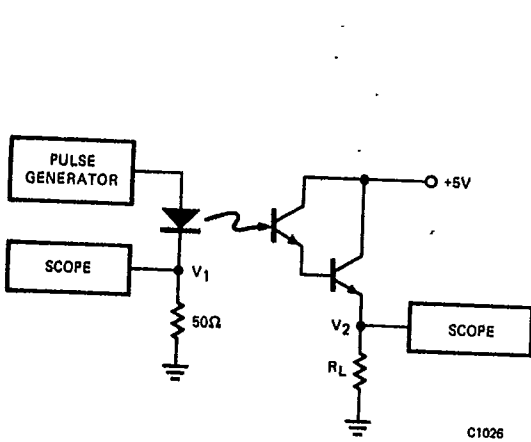 PULSE
GENERATOR
+5V
SCOPE
V1
50Ω
V2
SCOPE
RL
C1026